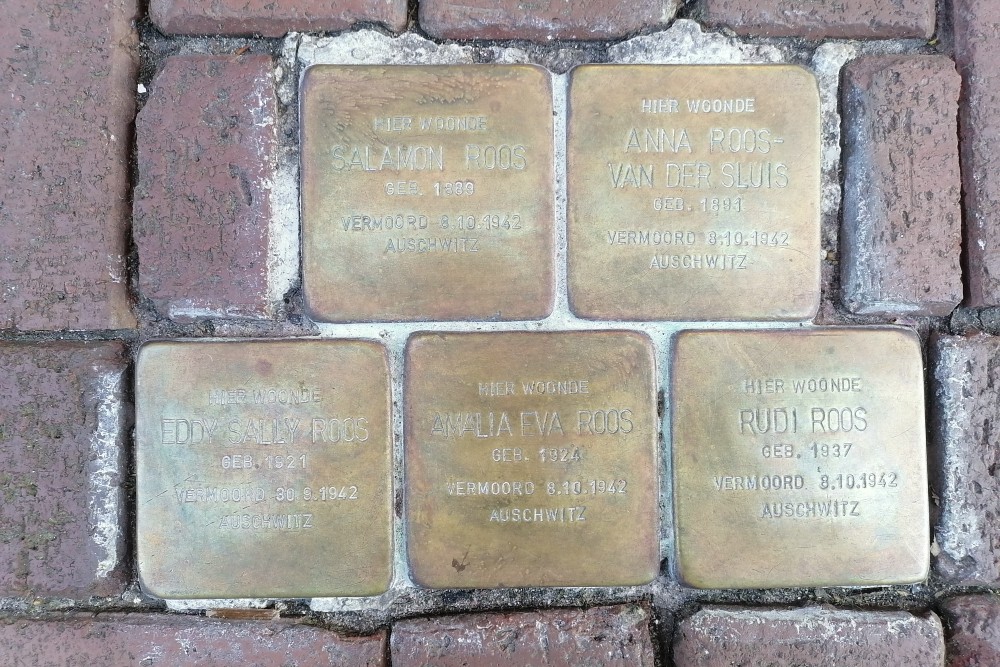 HIER WOONDE
SALAMON ROOS
GEB. 1889
VERMOORD 8.10.1942
AUSCHWITZ
HIER WOONDE
ANNA ROOS-
VAN DER SLUIS
GEB. 1891
VERMOORD 8.10.1942
AUSCHWITZ
HIER WOONDE
EDDY SALLY ROOS
GEB. 1921
VERMOORD 30.9.1942
AUSCHWITZ
HIER WOONDE
AMALIA EVA ROOS
GEB. 1924
VERMOORD 8.10.1942
AUSCHWITZ
HIER WOONDE
RUDI ROOS
GEB. 1937
VERMOORD 8.10.1942
AUSCHWITZ